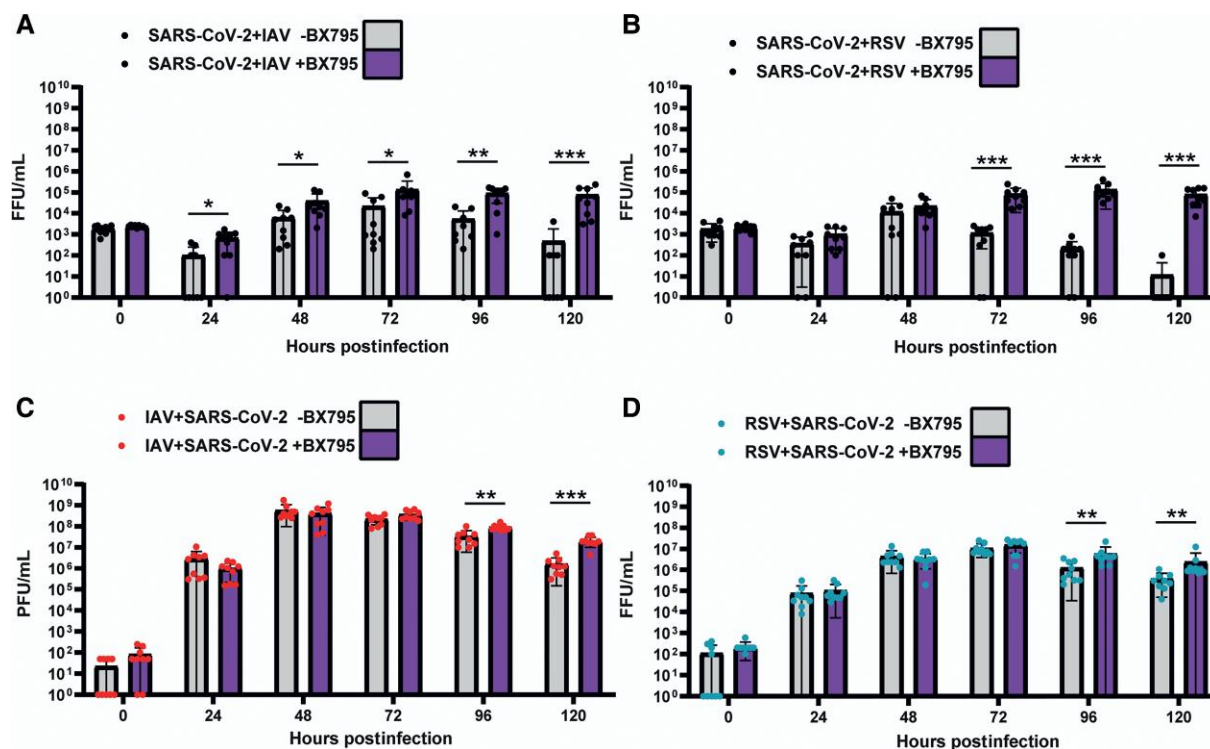 A
SARS-CoV-2+IAV -BX795
SARS-CoV-2+IAV +BX795
FFU/mL
10¹⁰
10⁹
10⁸
10⁷
10⁶
10⁵
10⁴
10³
10²
10¹
10⁰
*
*
*
**
***
0 24 48 72 96 120
Hours postinfection
B
SARS-CoV-2+RSV -BX795
SARS-CoV-2+RSV +BX795
FFU/mL
10¹⁰
10⁹
10⁸
10⁷
10⁶
10⁵
10⁴
10³
10²
10¹
10⁰
***
***
***
0 24 48 72 96 120
Hours postinfection
C
IAV+SARS-CoV-2 -BX795
IAV+SARS-CoV-2 +BX795
PFU/mL
10¹⁰
10⁹
10⁸
10⁷
10⁶
10⁵
10⁴
10³
10²
10¹
10⁰
**
***
0 24 48 72 96 120
Hours postinfection
D
RSV+SARS-CoV-2 -BX795
RSV+SARS-CoV-2 +BX795
FFU/mL
10¹⁰
10⁹
10⁸
10⁷
10⁶
10⁵
10⁴
10³
10²
10¹
10⁰
**
**
0 24 48 72 96 120
Hours postinfection